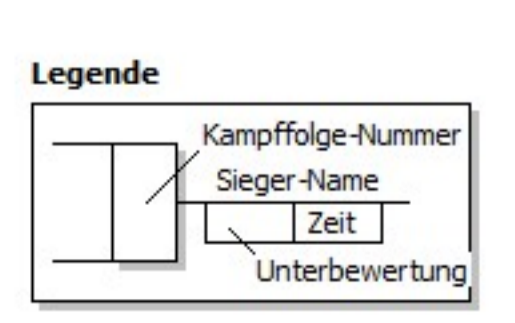 Legende
Kampffolge-Nummer
Sieger-Name
Zeit
Unterbewertung